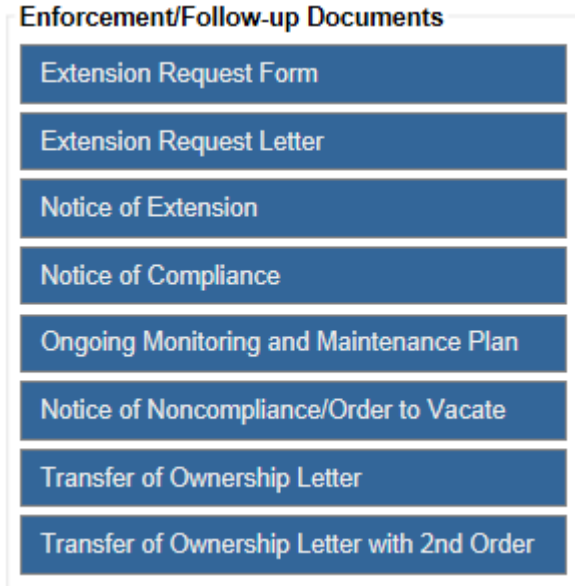 Enforcement/Follow-up Documents
Extension Request Form
Extension Request Letter
Notice of Extension
Notice of Compliance
Ongoing Monitoring and Maintenance Plan
Notice of Noncompliance/Order to Vacate
Transfer of Ownership Letter
Transfer of Ownership Letter with 2nd Order